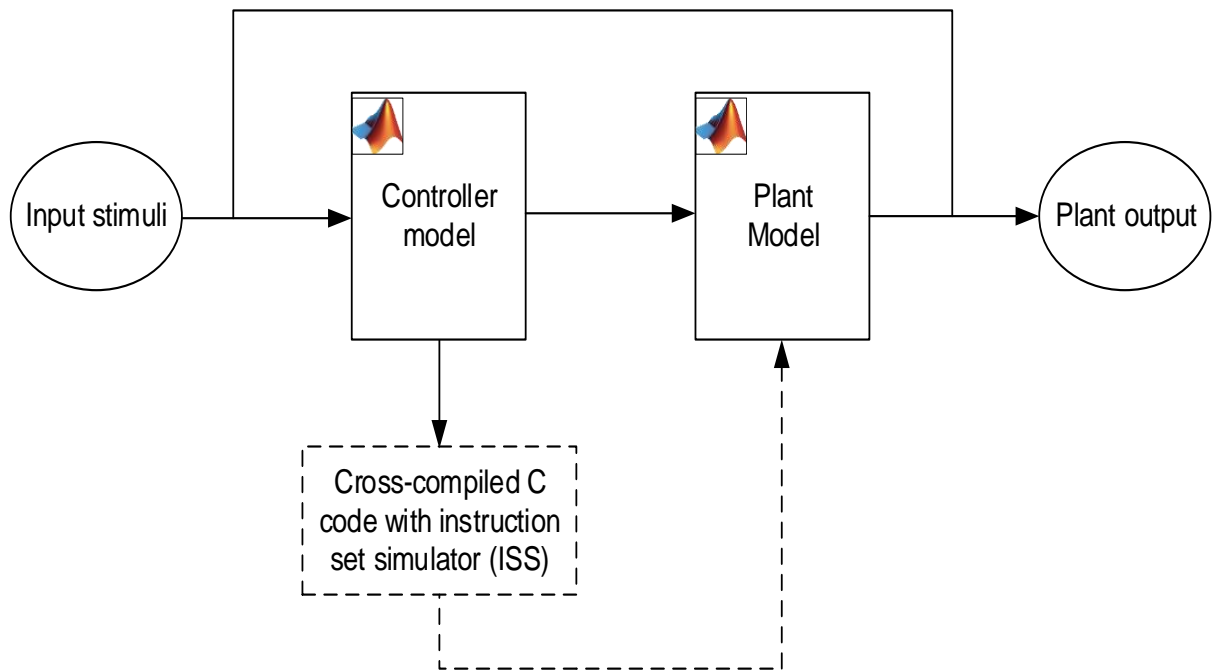 Input stimuli
Controller
model
Plant
Model
Plant output
Cross-compiled C
code with instruction
set simulator (ISS)